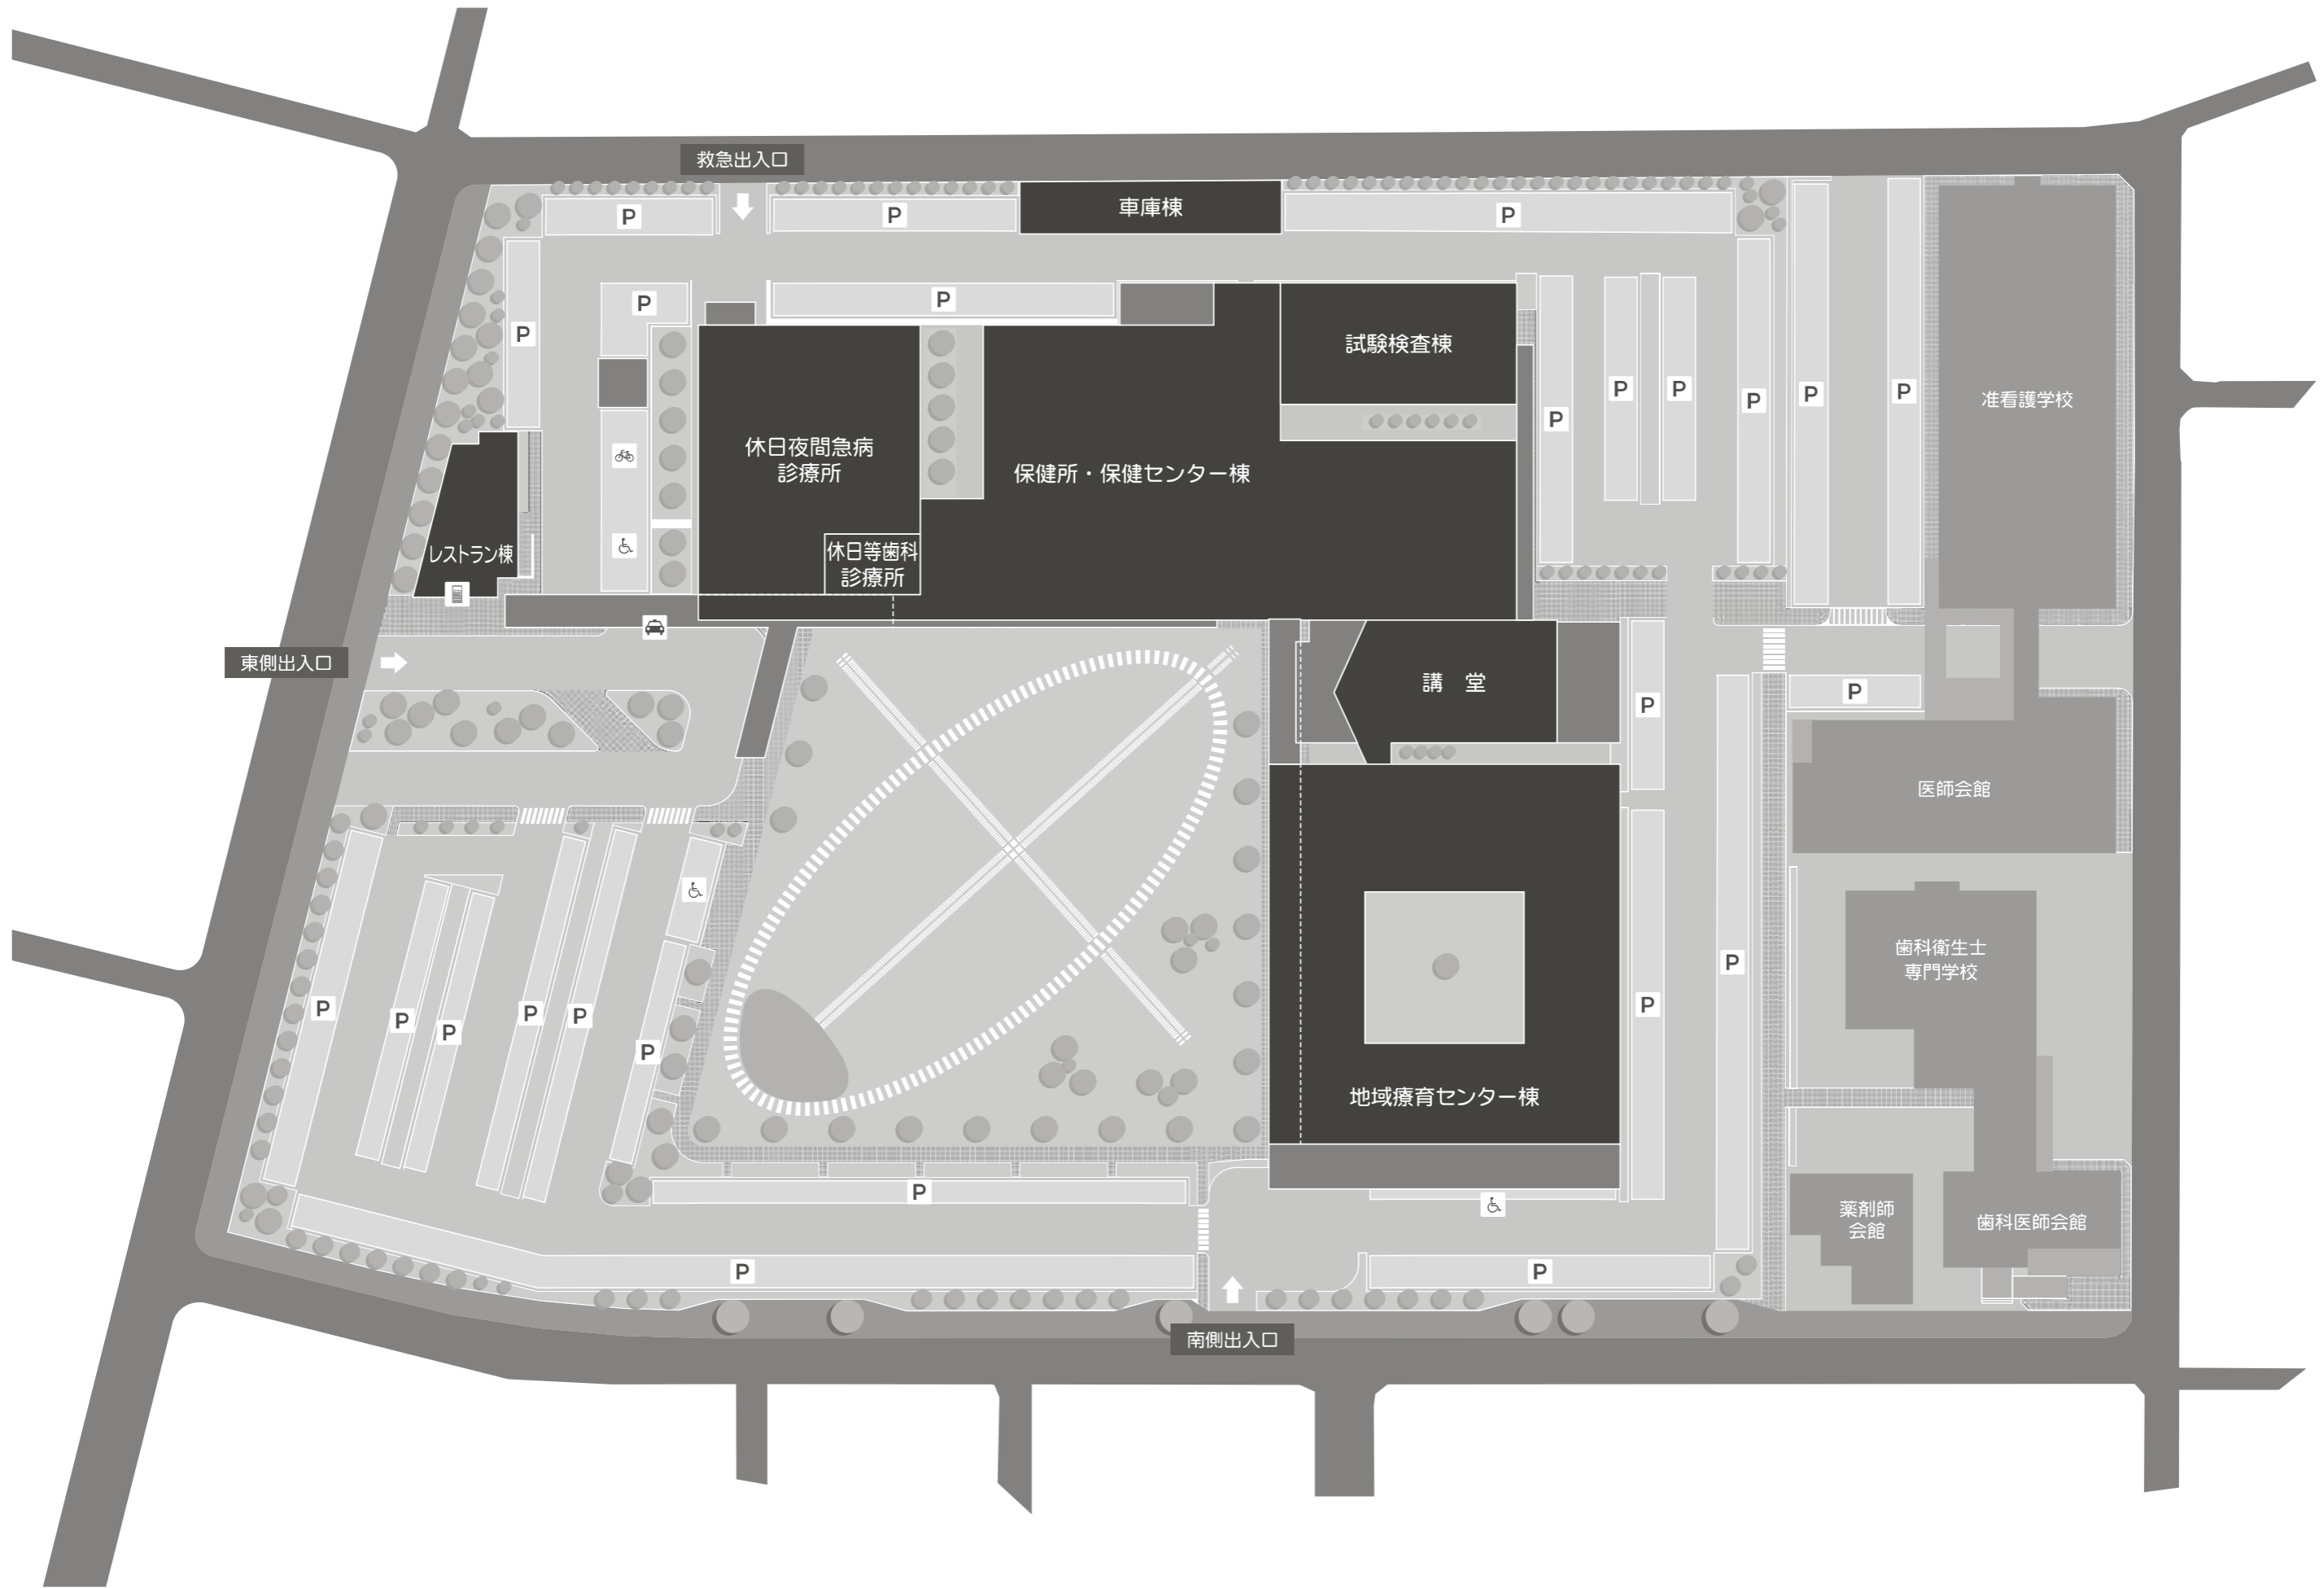 救急出入口
P
P
車庫棟
P
P
P
P
試験検査棟
P
P
P
P
P
P
准看護学校
P
休日夜間急病
診療所
保健所・保健センター棟
レストラン棟
休日等歯科
診療所
東側出入口
講　堂
P
P
医師会館
P
P
P
P
P
P
P
P
P
歯科衛生士
専門学校
地域療育センター棟
P
薬剤師
会館
歯科医師会館
P
P
南側出入口